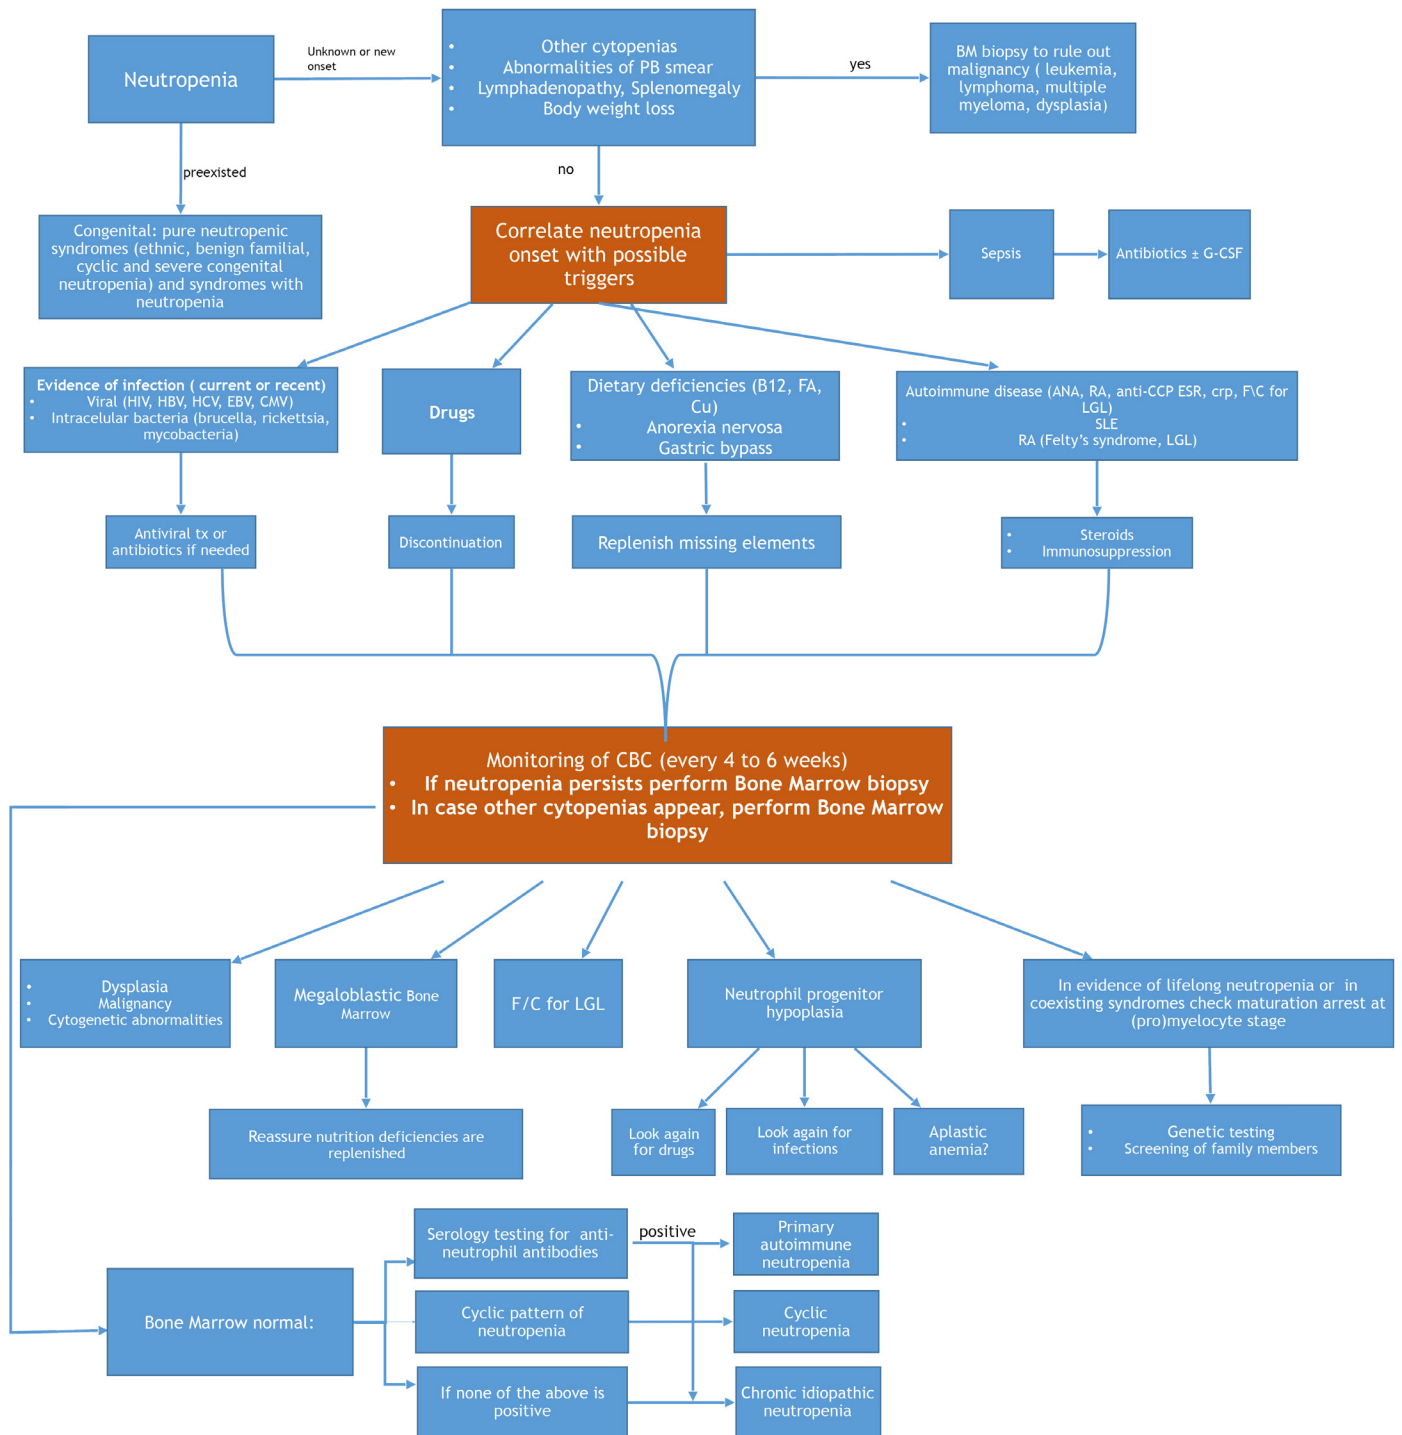 Neutropenia
Unknown or new
onset
• Other cytopenias
• Abnormalities of PB smear
• Lymphadenopathy, Splenomegaly
• Body weight loss
yes
BM biopsy to rule out
malignancy ( leukemia,
lymphoma, multiple
myeloma, dysplasia)
preexisted
no
Congenital: pure neutropenic
syndromes (ethnic, benign familial,
cyclic and severe congenital
neutropenia) and syndromes with
neutropenia
Correlate neutropenia
onset with possible
triggers
Sepsis
Antibiotics ± G-CSF
Evidence of infection ( current or recent)
• Viral (HIV, HBV, HCV, EBV, CMV)
• Intracelular bacteria (brucella, rickettsia,
mycobacteria)
Drugs
Dietary deficiencies (B12, FA,
Cu)
• Anorexia nervosa
• Gastric bypass
Autoimmune disease (ANA, RA, anti-CCP ESR, crp, F\C for
LGL)
• SLE
• RA (Felty's syndrome, LGL)
Antiviral tx or
antibiotics if needed
Discontinuation
Replenish missing elements
• Steroids
• Immunosuppression
Monitoring of CBC (every 4 to 6 weeks)
• If neutropenia persists perform Bone Marrow biopsy
• In case other cytopenias appear, perform Bone Marrow
biopsy
• Dysplasia
• Malignancy
• Cytogenetic abnormalities
Megaloblastic Bone
Marrow
F/C for LGL
Neutrophil progenitor
hypoplasia
In evidence of lifelong neutropenia or in
coexisting syndromes check maturation arrest at
(pro)myelocyte stage
Reassure nutrition deficiencies are
replenished
Look again
for drugs
Look again for
infections
Aplastic
anemia?
• Genetic testing
• Screening of family members
Bone Marrow normal:
Serology testing for anti-
neutrophil antibodies
positive
Primary
autoimmune
neutropenia
Cyclic pattern of
neutropenia
Cyclic
neutropenia
If none of the above is
positive
Chronic idiopathic
neutropenia